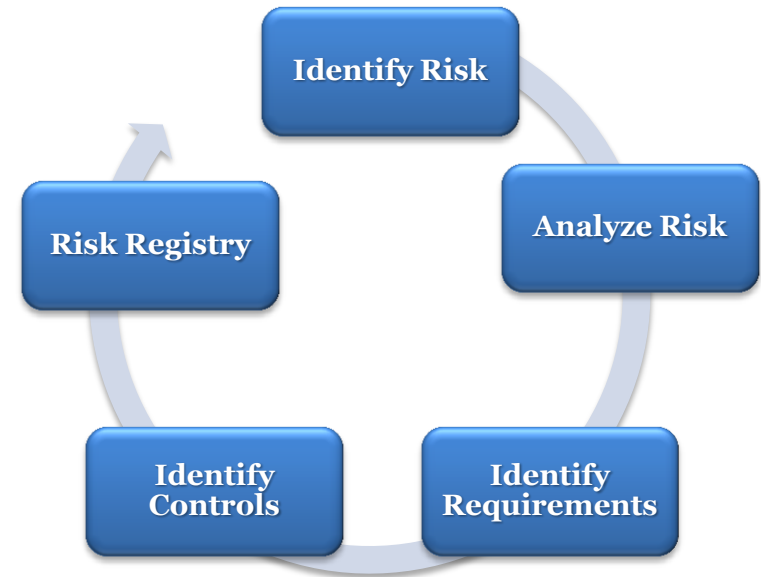 Identify Risk
Analyze Risk
Identify
Requirements
Identify
Controls
Risk Registry